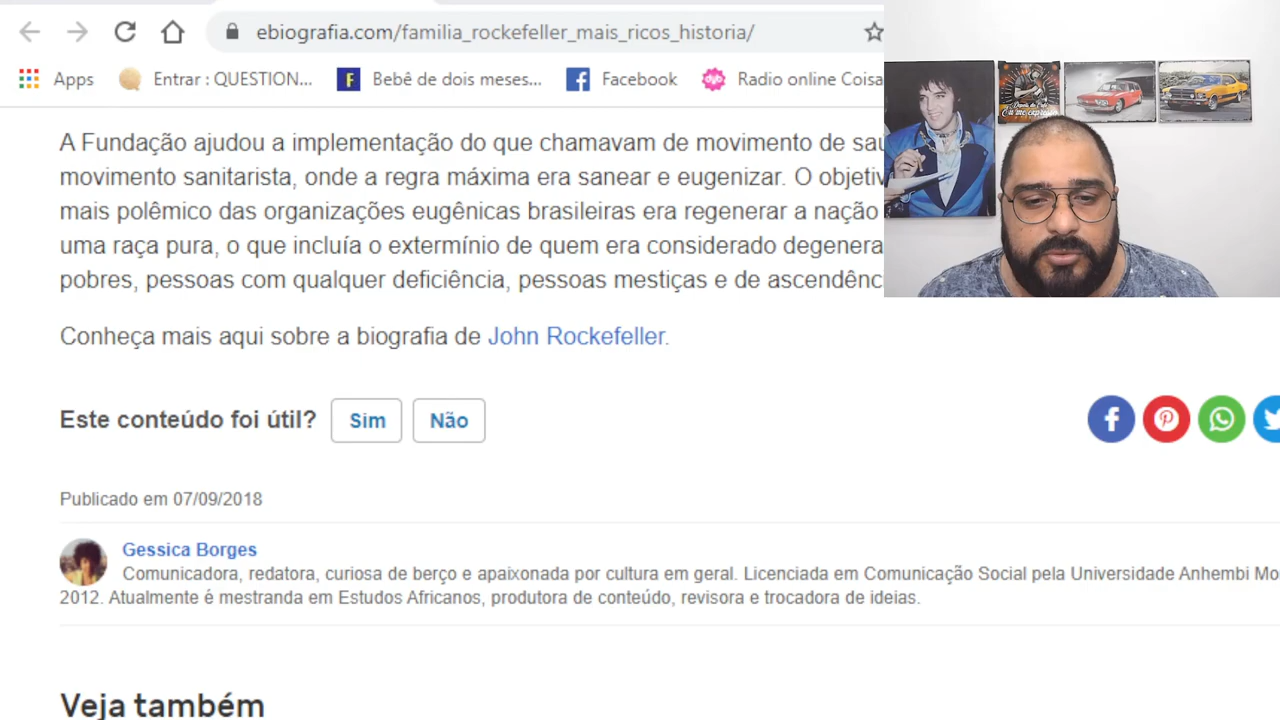 ebiografia.com/familia_rockefeller_mais_ricos_historia/
Apps
Entrar : QUESTION...
Bebê de dois meses...
Facebook
Radio online Coisa
A Fundação ajudou a implementação do que chamavam de movimento de
movimento sanitarista, onde a regra máxima era sanear e eugenizar. O
mais polêmico das organizações eugênicas brasileiras era regenerar a nação
uma raça pura, o que incluía o extermínio de quem era considerado
pobres, pessoas com qualquer deficiência, pessoas mestiças e de
Conheça mais aqui sobre a biografia de John Rockefeller.
Este conteúdo foi útil? Sim Não
Publicado em 07/09/2018
Gessica Borges
Comunicadora, redatora, curiosa de berço e apaixonada por cultura em geral. Licenciada em Comunicação Social pela Universidade Anhembi
2012. Atualmente é mestranda em Estudos Africanos, produtora de conteúdo, revisora e trocadora de ideias.
Veja também